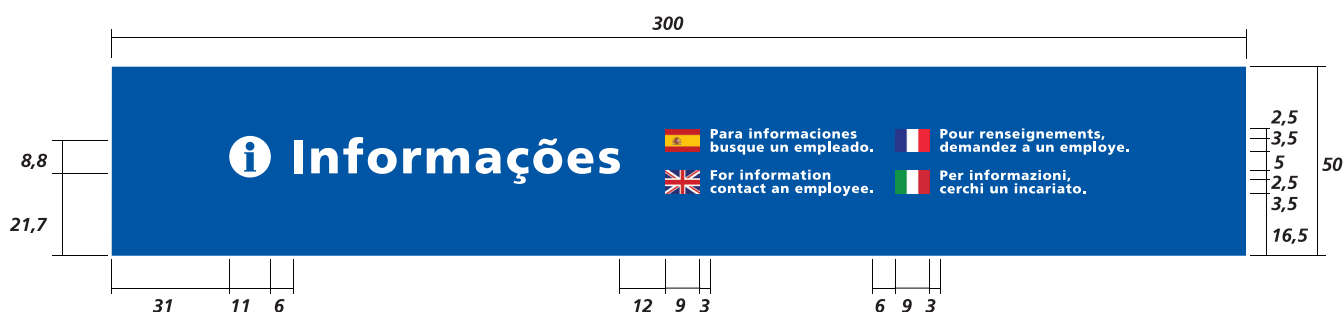 300
i Informações
Para informaciones
busque un empleado.
For information
contact an employee.
Pour renseignements,
demandez a un employe.
Per informazioni,
cerchi un incariato.
8,8
21,7
2,5
3,5
5
2,5
3,5
16,5
50
31 11 6 12 9 3 6 9 3